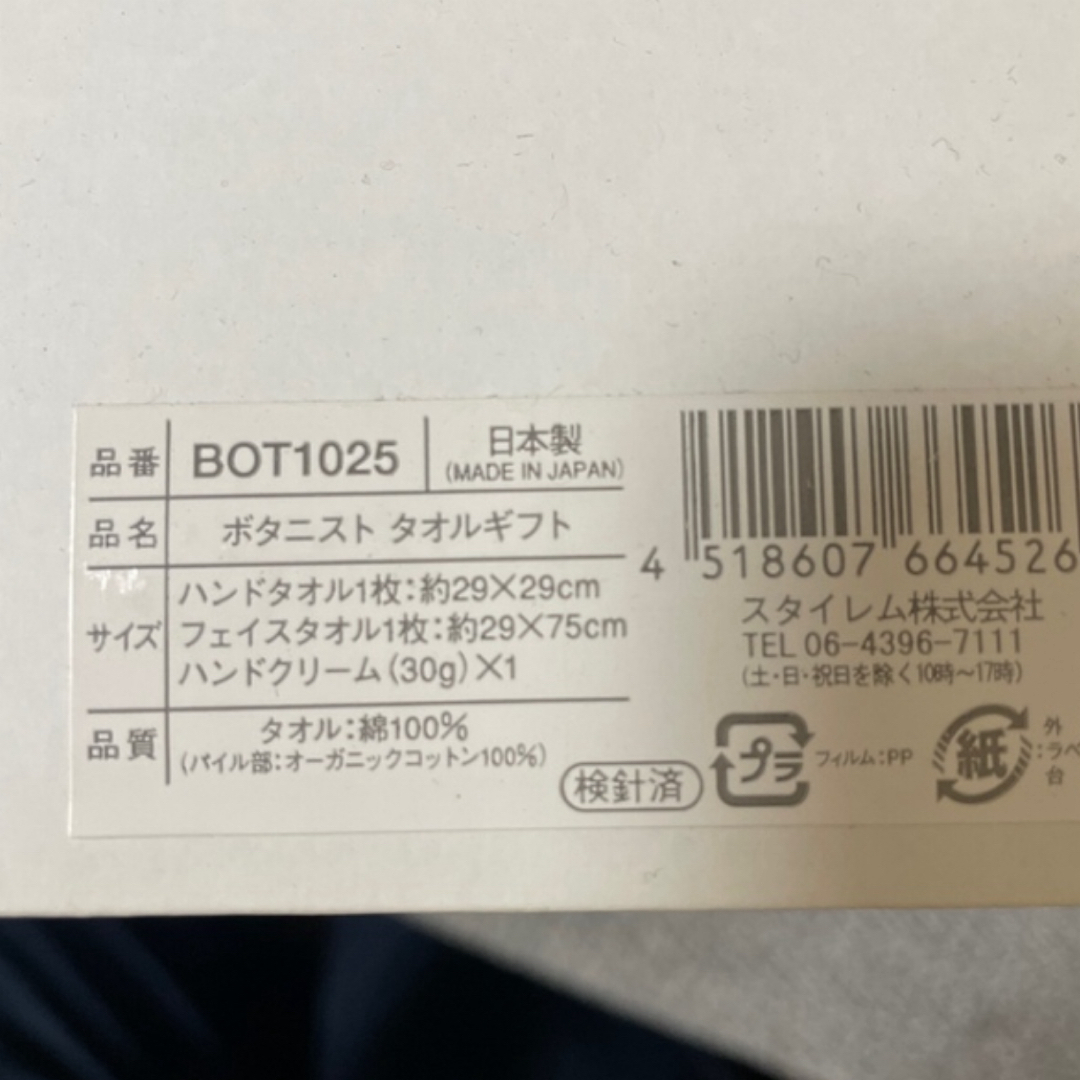 品番 BOT1025 日本製
(MADE IN JAPAN)
品名 ボタニスト タオルギフト
サイズ
ハンドタオル1枚:約29×29cm
フェイスタオル1枚:約29×75cm
ハンドクリーム(30g)×1
品質
タオル:綿100%
(パイル部:オーガニックコットン100%)
検針済
4 518607 664526
スタイレム株式会社
TEL 06-4396-7111
(土・日・祝日を除く10時〜17時)
プラ フィルム:PP
紙
外
:ラベ
台